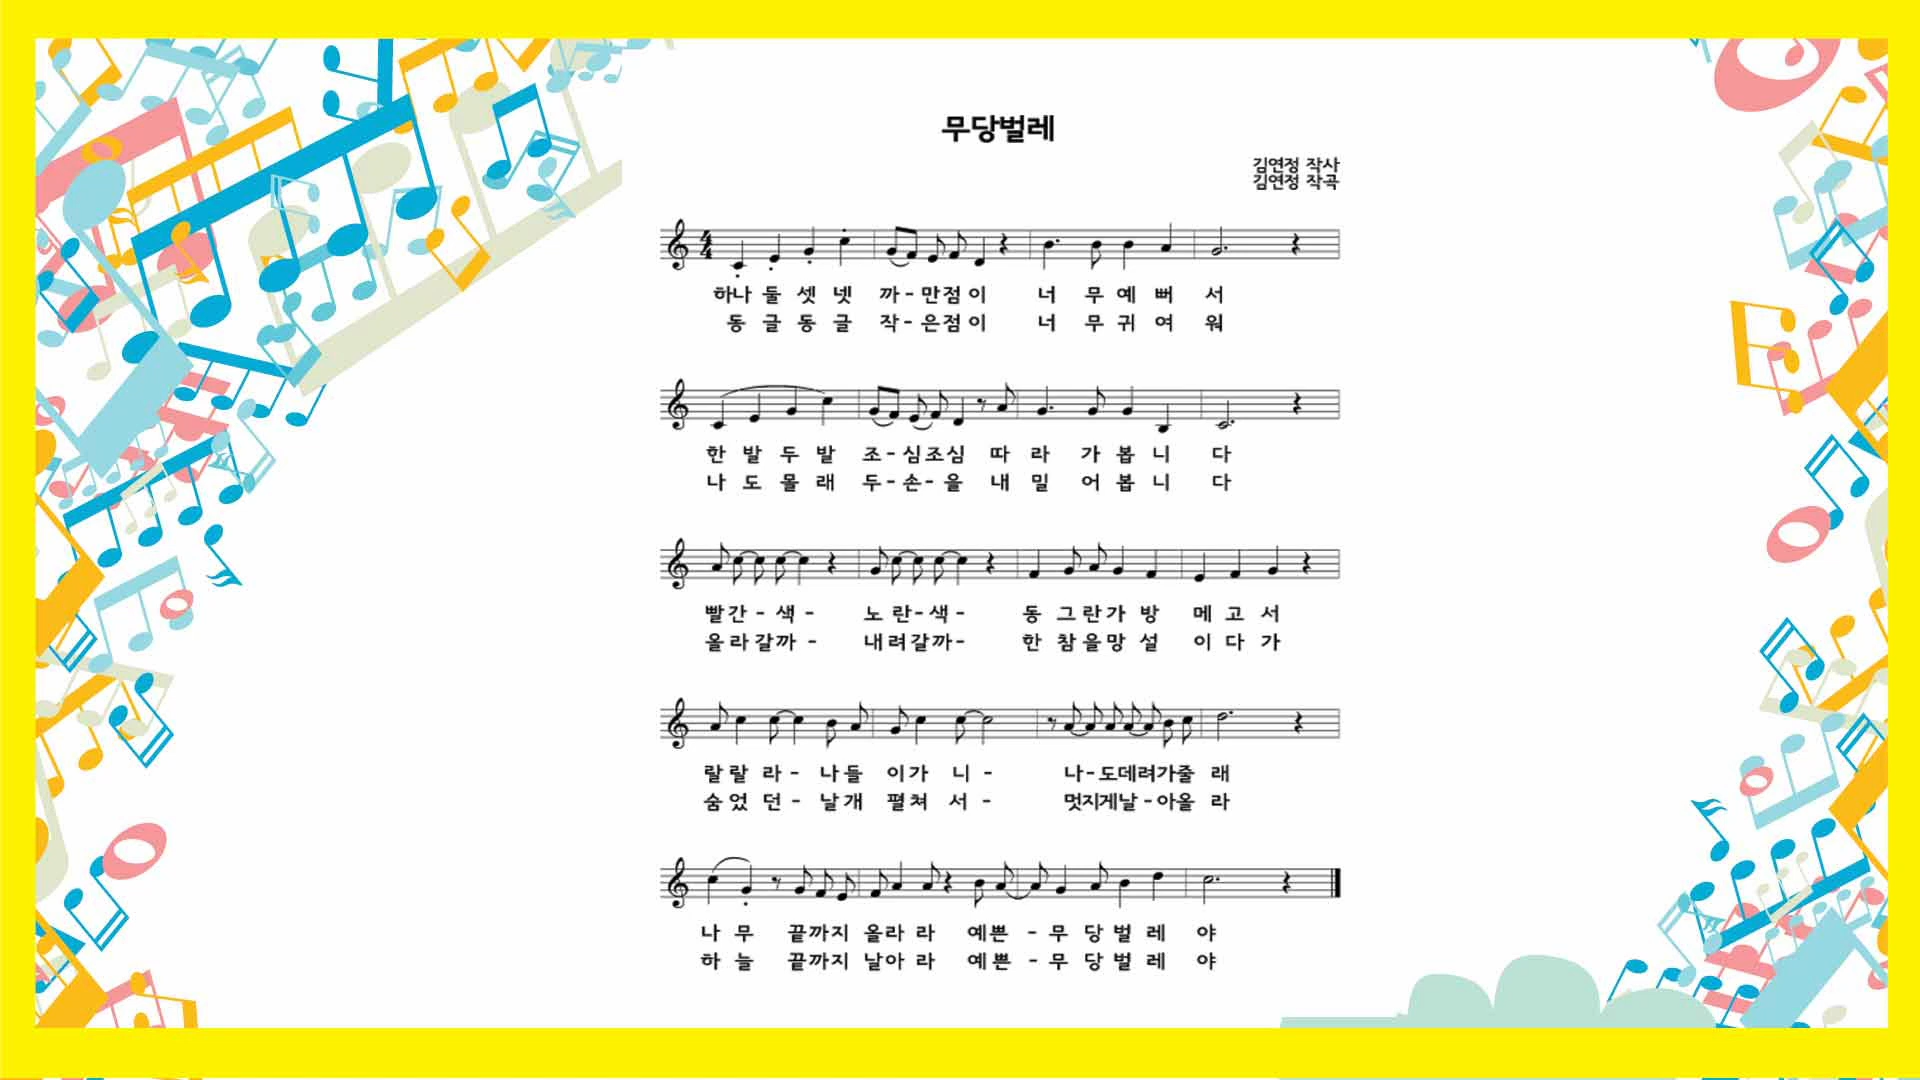 무당벌레
김연정 작사
김연정 작곡
4
4
하나 둘 셋 넷 까 - 만점 이 너 무 예 뻐 서
동 글 동 글 작 - 은점 이 너 무 귀 여 워
한 발 두 발 조 - 심조심 따 라 가 봅 니 다
나 도 몰 래 두 - 손 - 을 내 밀 어 봅 니 다
빨간 - 색 - 노 란 - 색 - 동 그 란 가 방 메 고 서
올라갈까 - 내려갈까 - 한 참 을 망 설 이 다 가
랄 랄 라 - 나 들 이 가 니 - 나 - 도데려가줄 래
숨 었 던 - 날 개 펼 쳐 서 - 멋지게날 - 아올 라
나 무 끝까지 올라 라 예쁜 - 무 당 벌 레 야
하 늘 끝까지 날아 라 예쁜 - 무 당 벌 레 야